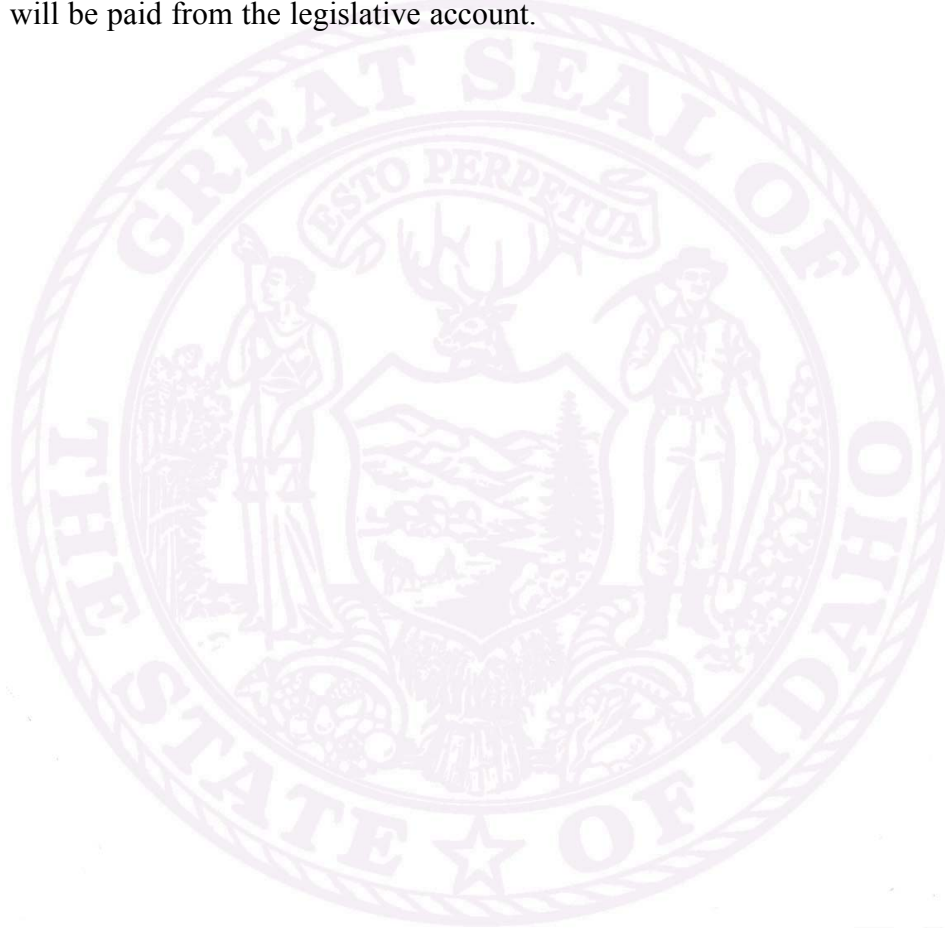 will be paid from the legislative account.
GREAT SEAL OF
ESTO PERPETUA
THE STATE OF IDAHO